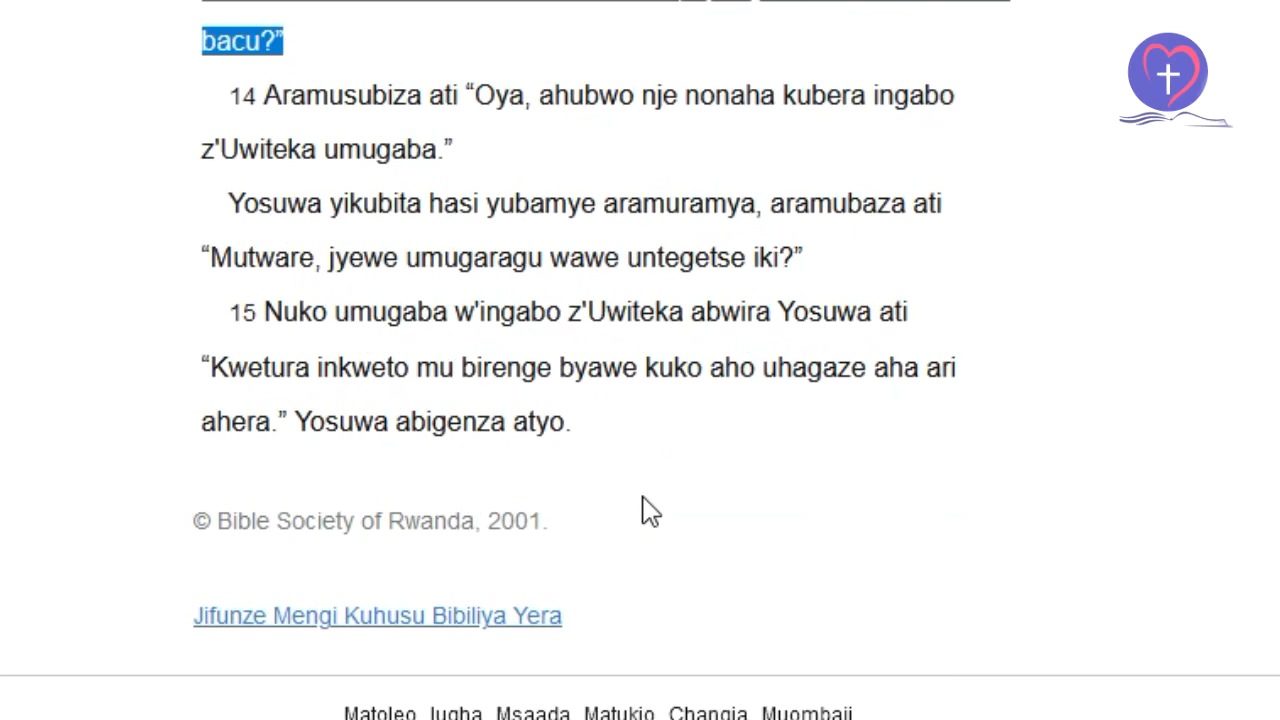 bacu?”
14 Aramusubiza ati “Oya, ahubwo nje nonaha kubera ingabo
z'Uwiteka umugaba.”
Yosuwa yikubita hasi yubamye aramuramya, aramubaza ati
“Mutware, jyewe umugaragu wawe untegetse iki?”
15 Nuko umugaba w'ingabo z'Uwiteka abwira Yosuwa ati
“Kwetura inkweto mu birenge byawe kuko aho uhagaze aha ari
ahera.” Yosuwa abigenza atyo.
© Bible Society of Rwanda, 2001.
Jifunze Mengi Kuhusu Bibiliya Yera
Matoleo lugha Msaada Matukio Changia Muombaji